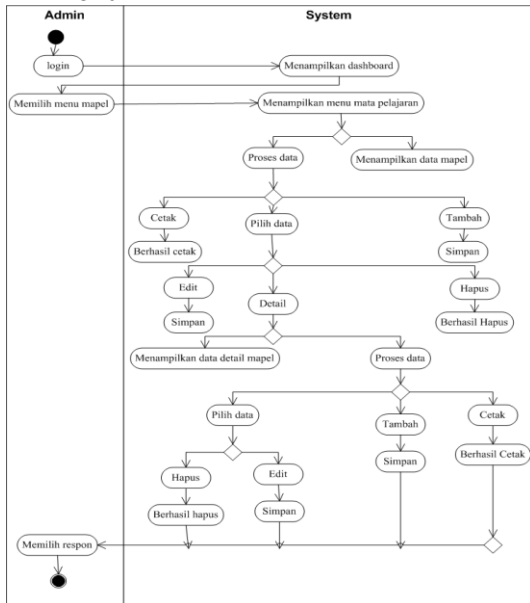 Admin
System
login
Menampilkan dashboard
Memilih menu mapel
Menampilkan menu mata pelajaran
Proses data
Menampilkan data mapel
Cetak
Pilih data
Tambah
Berhasil cetak
Simpan
Edit
Detail
Hapus
Simpan
Berhasil Hapus
Menampilkan data detail mapel
Proses data
Pilih data
Tambah
Cetak
Simpan
Berhasil Cetak
Hapus
Edit
Berhasil hapus
Simpan
Memilih respon